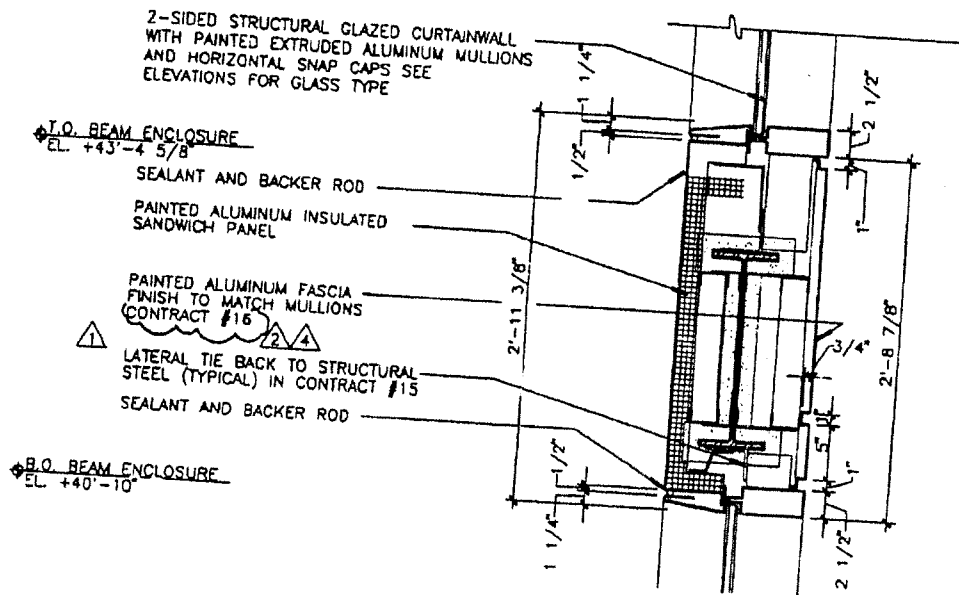 2-SIDED STRUCTURAL GLAZED CURTAINWALL
WITH PAINTED EXTRUDED ALUMINUM MULLIONS
AND HORIZONTAL SNAP CAPS SEE
ELEVATIONS FOR GLASS TYPE
T.O. BEAM ENCLOSURE
EL. +43'-4 5/8"
SEALANT AND BACKER ROD
PAINTED ALUMINUM INSULATED
SANDWICH PANEL
PAINTED ALUMINUM FASCIA
FINISH TO MATCH MULLIONS
CONTRACT #16
1
2
4
LATERAL TIE BACK TO STRUCTURAL
STEEL (TYPICAL) IN CONTRACT #15
SEALANT AND BACKER ROD
B.O. BEAM ENCLOSURE
EL. +40'-10"
1 1/4"
1/2"
2'-11 3/8"
1/2"
1 1/4"
2 1/2"
1"
2'-8 7/8"
3/4"
5"
1"
2 1/2"